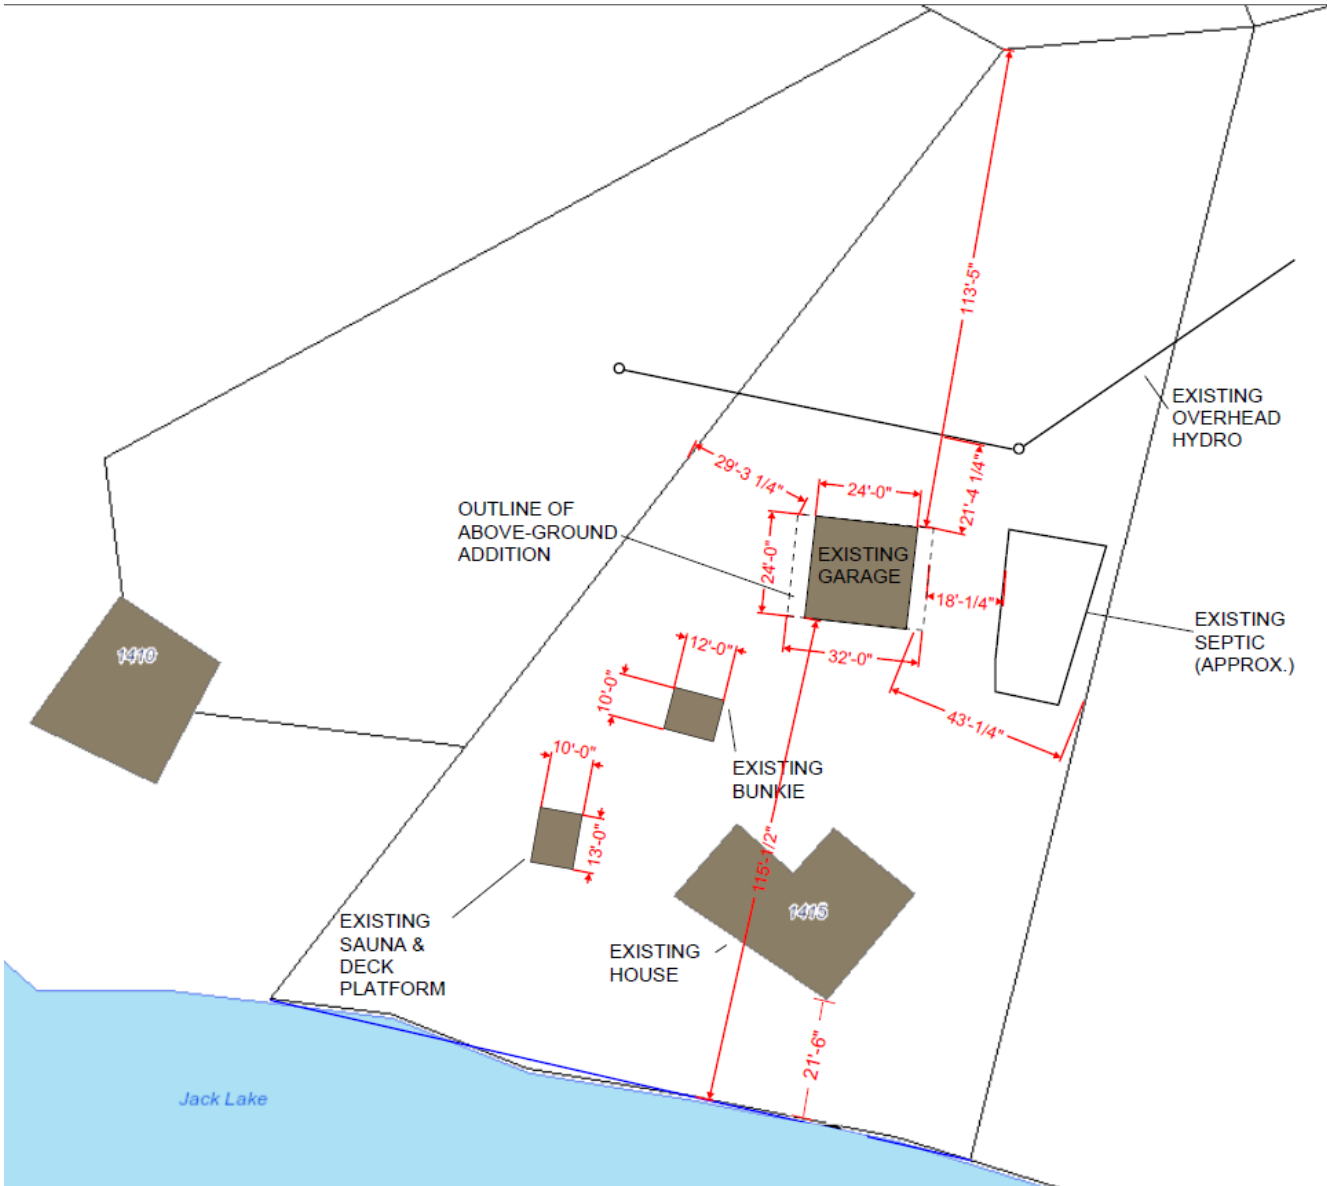 113'-5"
EXISTING
OVERHEAD
HYDRO
29'-3 1/4"
24'-0"
21'-4 1/4"
OUTLINE OF
ABOVE-GROUND
ADDITION
24'-0"
EXISTING
GARAGE
18'-1/4"
EXISTING
SEPTIC
(APPROX.)
1410
12'-0"
32'-0"
10'-0"
43'-1/4"
10'-0"
EXISTING
BUNKIE
13'-0"
115'-1/2"
1415
EXISTING
SAUNA &
DECK
PLATFORM
EXISTING
HOUSE
21'-6"
Jack Lake